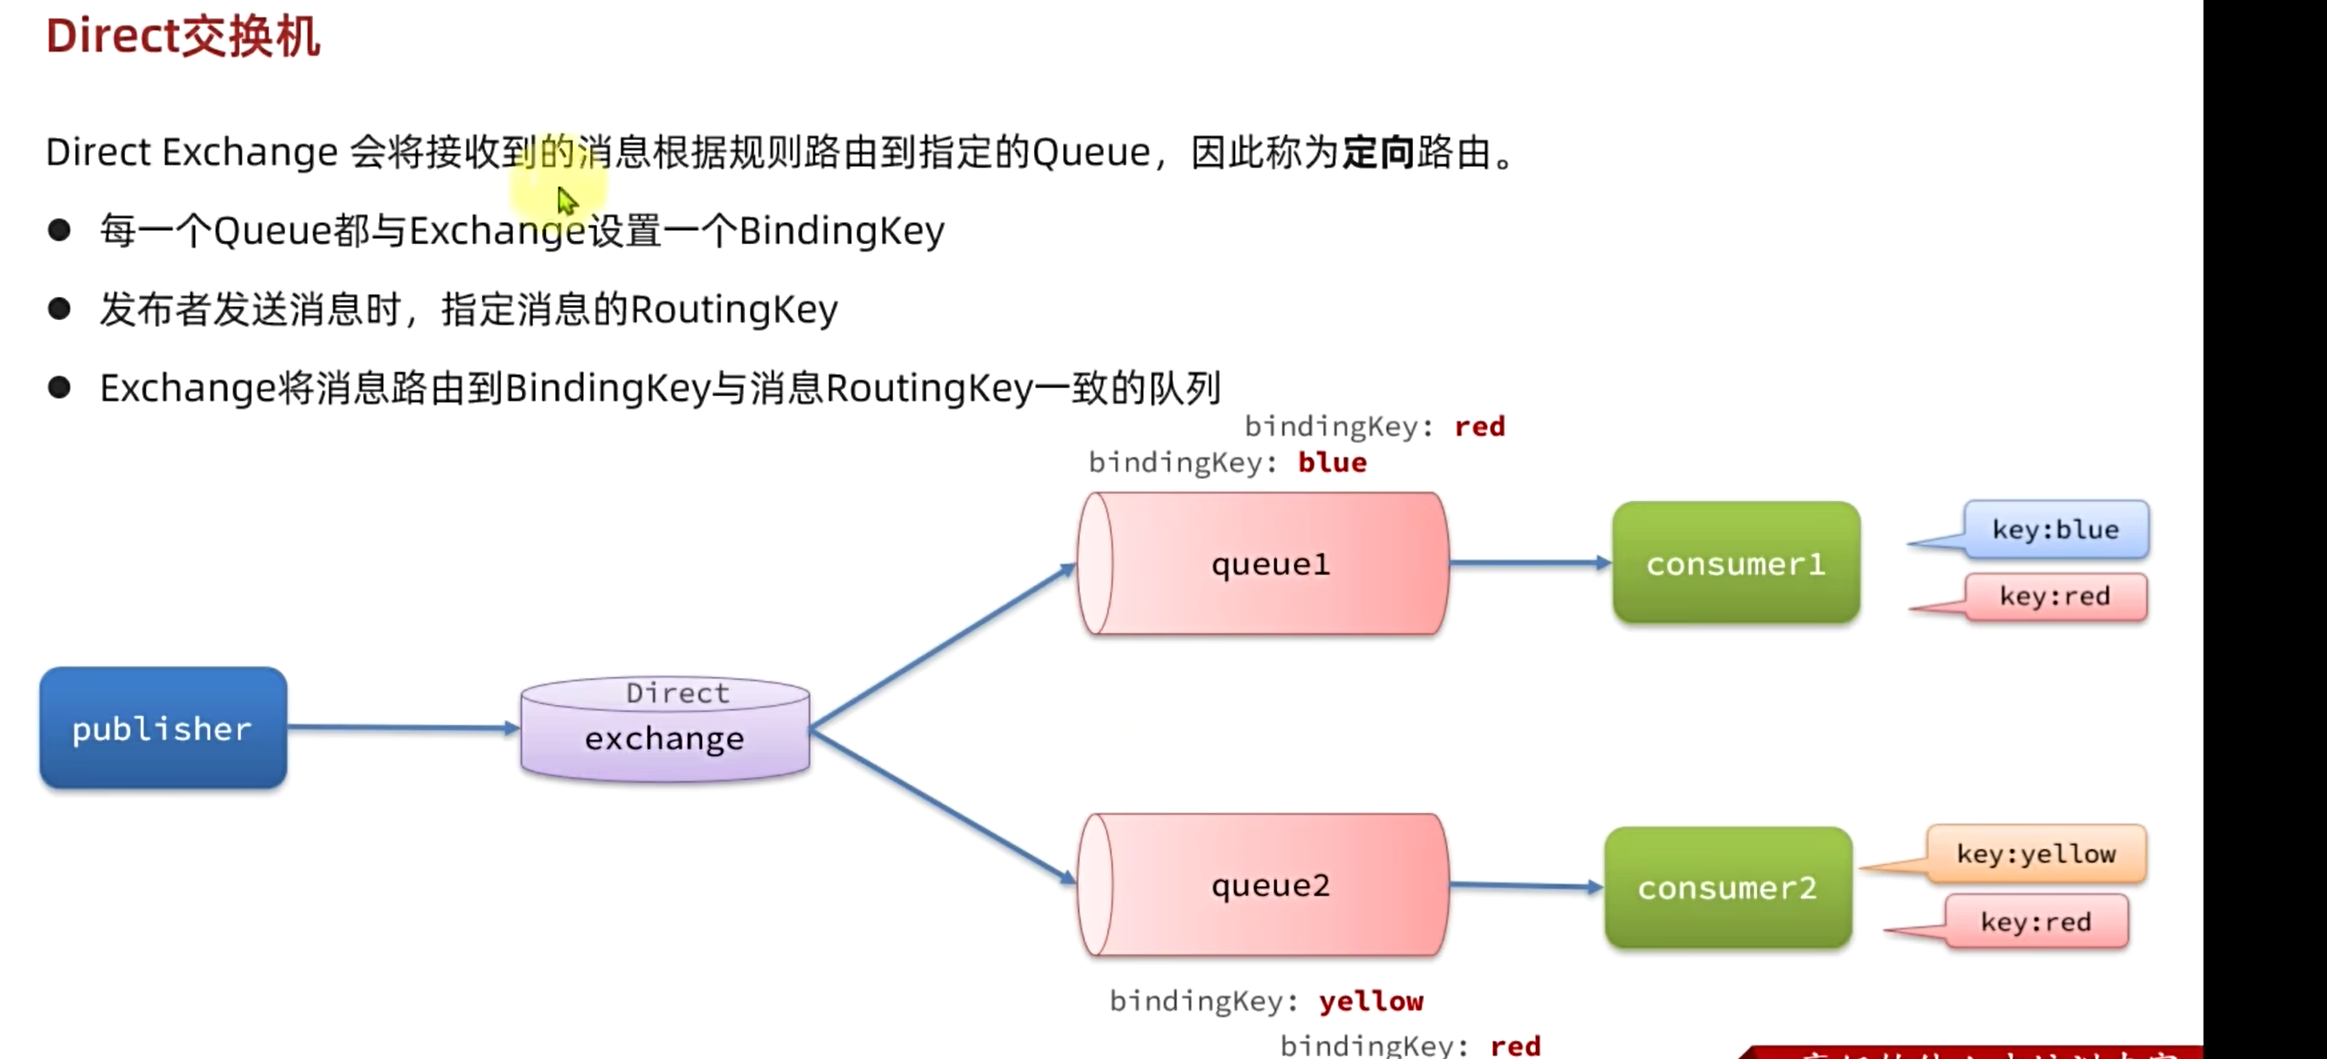 Direct交换机
Direct Exchange 会将接收到的消息根据规则路由到指定的Queue，因此称为定向路由。
每一个Queue都与Exchange设置一个BindingKey
发布者发送消息时，指定消息的RoutingKey
Exchange将消息路由到BindingKey与消息RoutingKey一致的队列
bindingKey: red
bindingKey: blue
queue1
consumer1
key:blue
key:red
publisher
Direct
exchange
queue2
consumer2
key:yellow
key:red
bindingKey: yellow
bindingKey: red